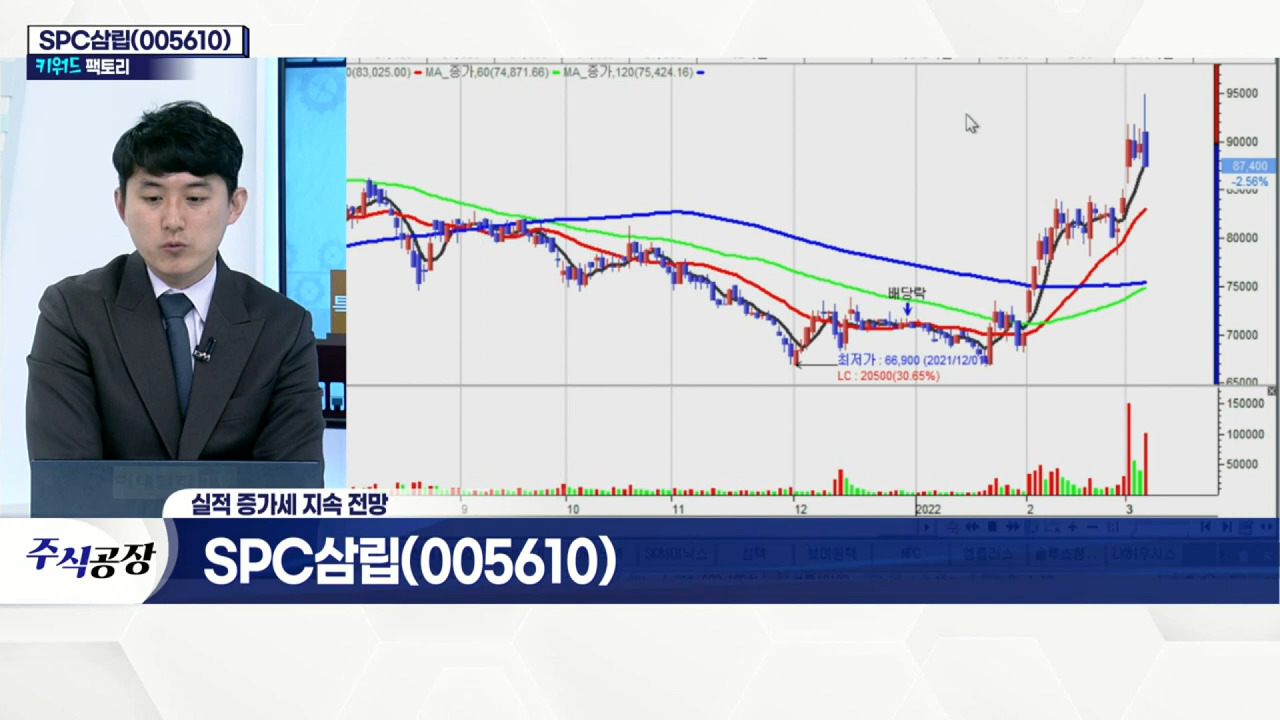 SPC삼립(005610)
키워드 팩토리
0(83,025.00) MA_종가,60(74,871.66) MA_종가,120(75,424.16)
95000
90000
87,400
-2.56%
85000
80000
75000
배당락
70000
최저가 : 66,900 (2021/12/01)
LC : 20500(30.65%)
65000
150000
100000
50000
9 10 11 12 2022 2 3
실적 증가세 지속 전망
주식공장
SPC삼립(005610)